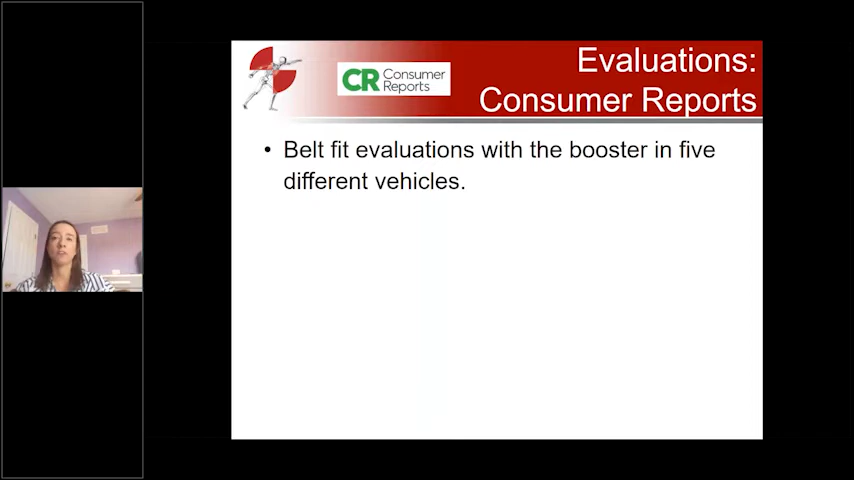 Evaluations:
CR Consumer
Reports
Consumer Reports
• Belt fit evaluations with the booster in five
different vehicles.